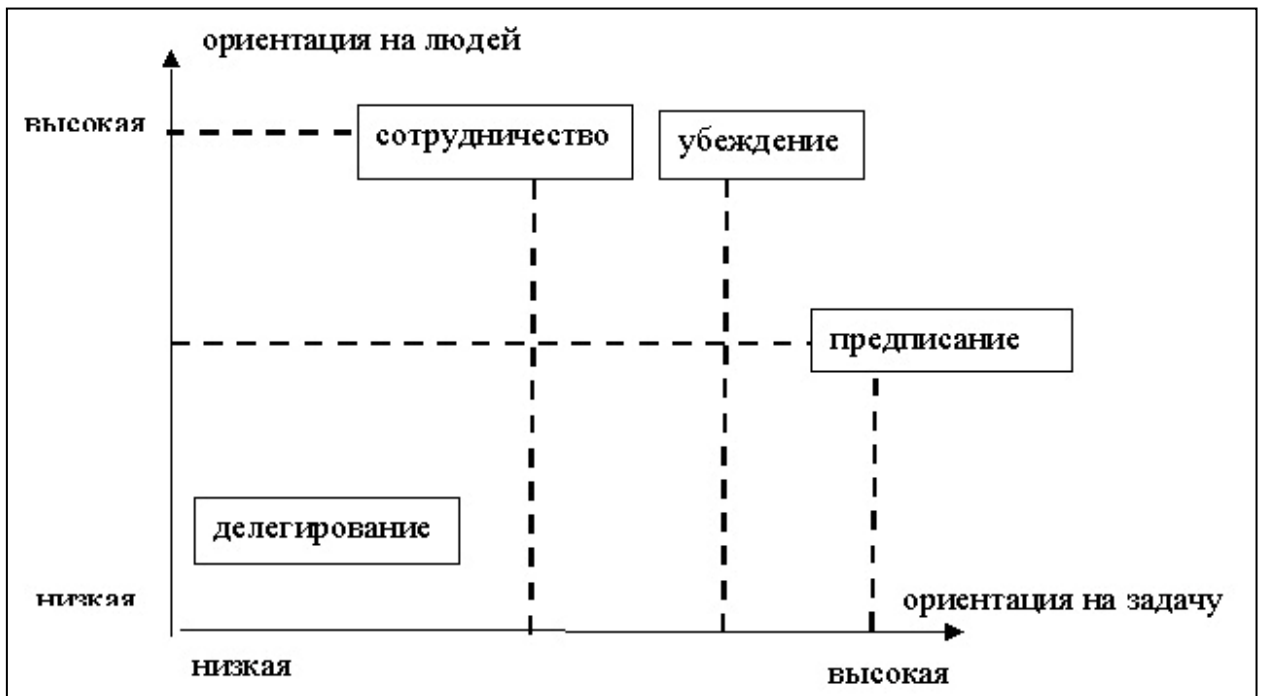 ориентация на людей
высокая
сотрудничество
убеждение
предписание
делегирование
низкая
ориентация на задачу
низкая
высокая